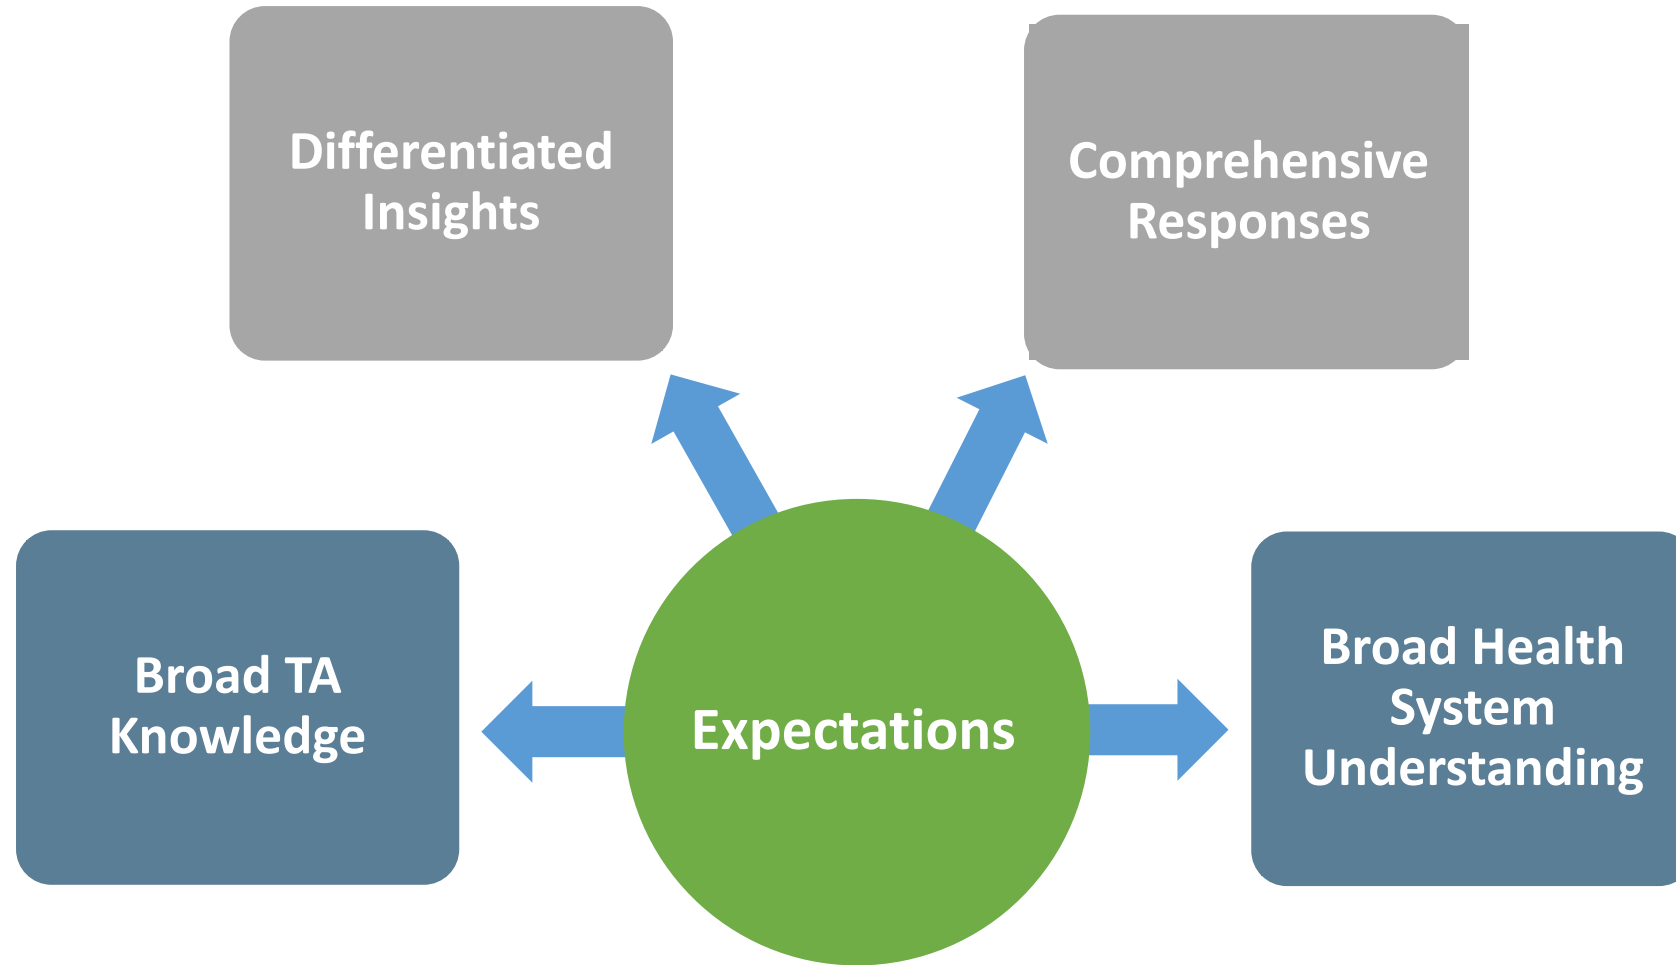 Differentiated
Insights
Comprehensive
Responses
Broad TA
Knowledge
Expectations
Broad Health
System
Understanding